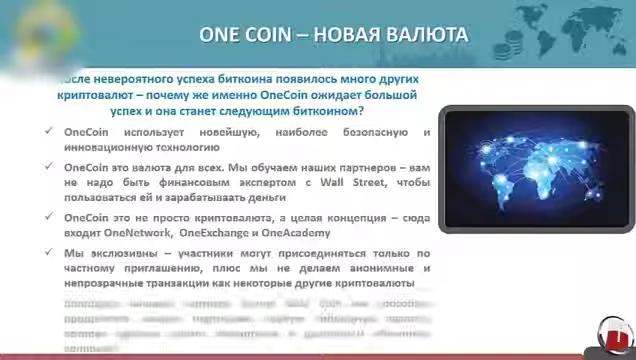 ONE COIN – НОВАЯ ВАЛЮТА
После невероятного успеха биткоина появилось много других
криптовалют – почему же именно OneCoin ожидает большой
успех и она станет следующим биткоином?
✓ OneCoin использует новейшую, наиболее безопасную и
инновационную технологию
✓ OneCoin это валюта для всех. Мы обучаем наших партнеров – вам
не надо быть финансовым экспертом с Wall Street, чтобы
пользоваться ей и зарабатываать деньги
✓ OneCoin это не просто криптовалюта, а целая концепция – сюда
входит OneNetwork, OneExchange и OneAcademy
✓ Мы эксклюзивны – участники могут присоединяться только по
частному приглашению, плюс мы не делаем анонимные и
непрозрачные транзакции как некоторые другие криптовалюты